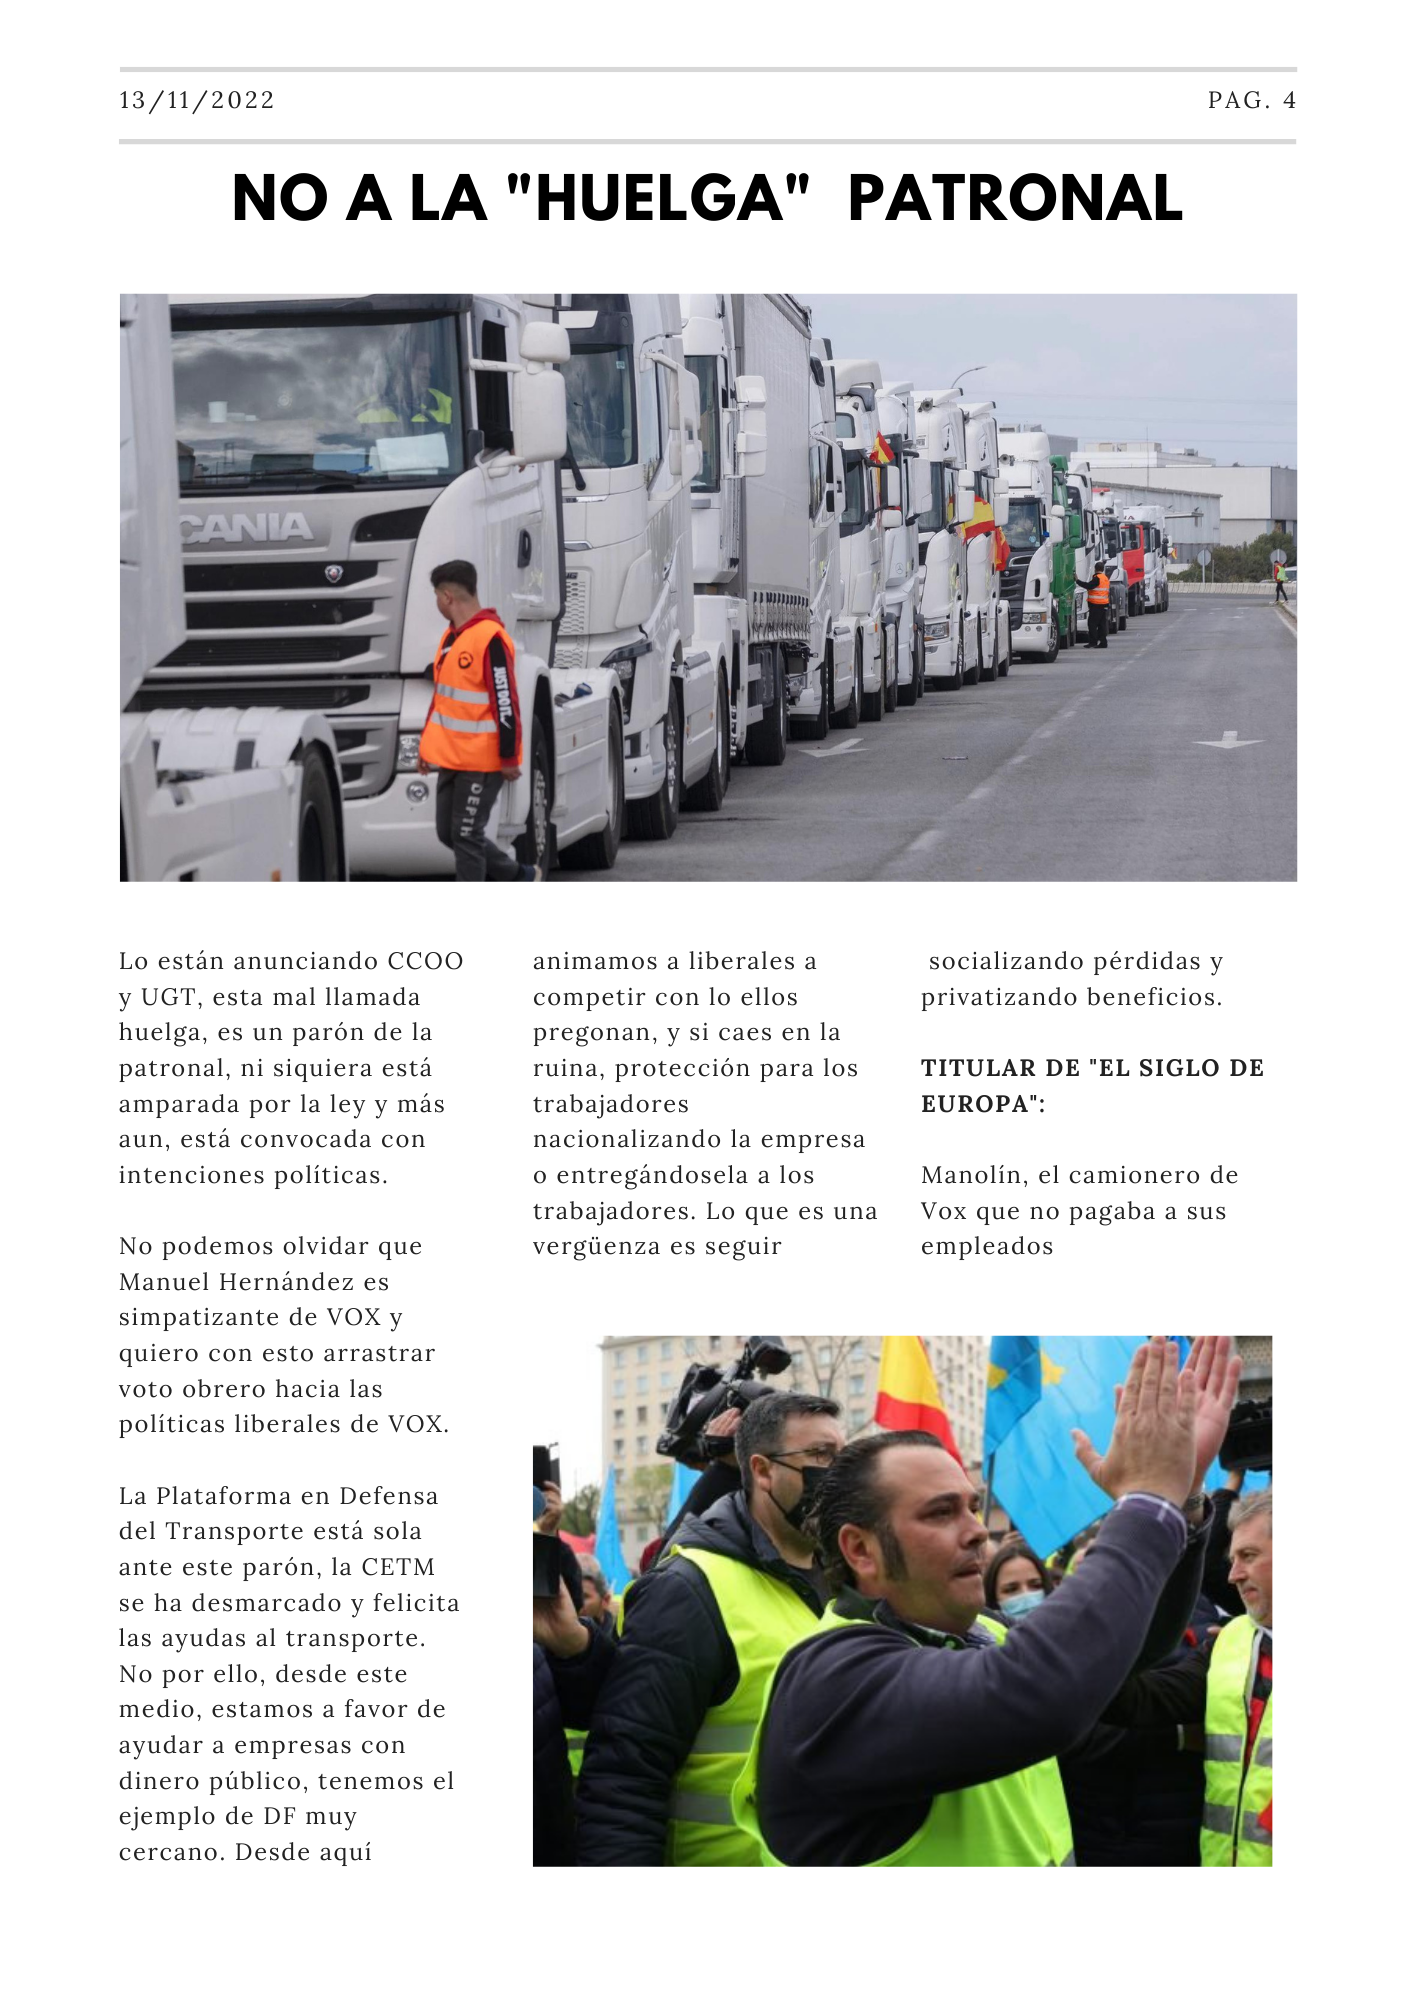 13/11/2022
PAG. 4
NO A LA "HUELGA" PATRONAL
CANIA
JUST DO IT.
DEPTH
Lo están anunciando CCOO
y UGT, esta mal llamada
huelga, es un parón de la
patronal, ni siquiera está
amparada por la ley y más
aun, está convocada con
intenciones políticas.
No podemos olvidar que
Manuel Hernández es
simpatizante de VOX y
quiero con esto arrastrar
voto obrero hacia las
políticas liberales de VOX.
La Plataforma en Defensa
del Transporte está sola
ante este parón, la CETM
se ha desmarcado y felicita
las ayudas al transporte.
No por ello, desde este
medio, estamos a favor de
ayudar a empresas con
dinero público, tenemos el
ejemplo de DF muy
cercano. Desde aquí
animamos a liberales a
competir con lo ellos
pregonan, y si caes en la
ruina, protección para los
trabajadores
nacionalizando la empresa
o entregándosela a los
trabajadores. Lo que es una
vergüenza es seguir
socializando pérdidas y
privatizando beneficios.
TITULAR DE "EL SIGLO DE
EUROPA":
Manolín, el camionero de
Vox que no pagaba a sus
empleados